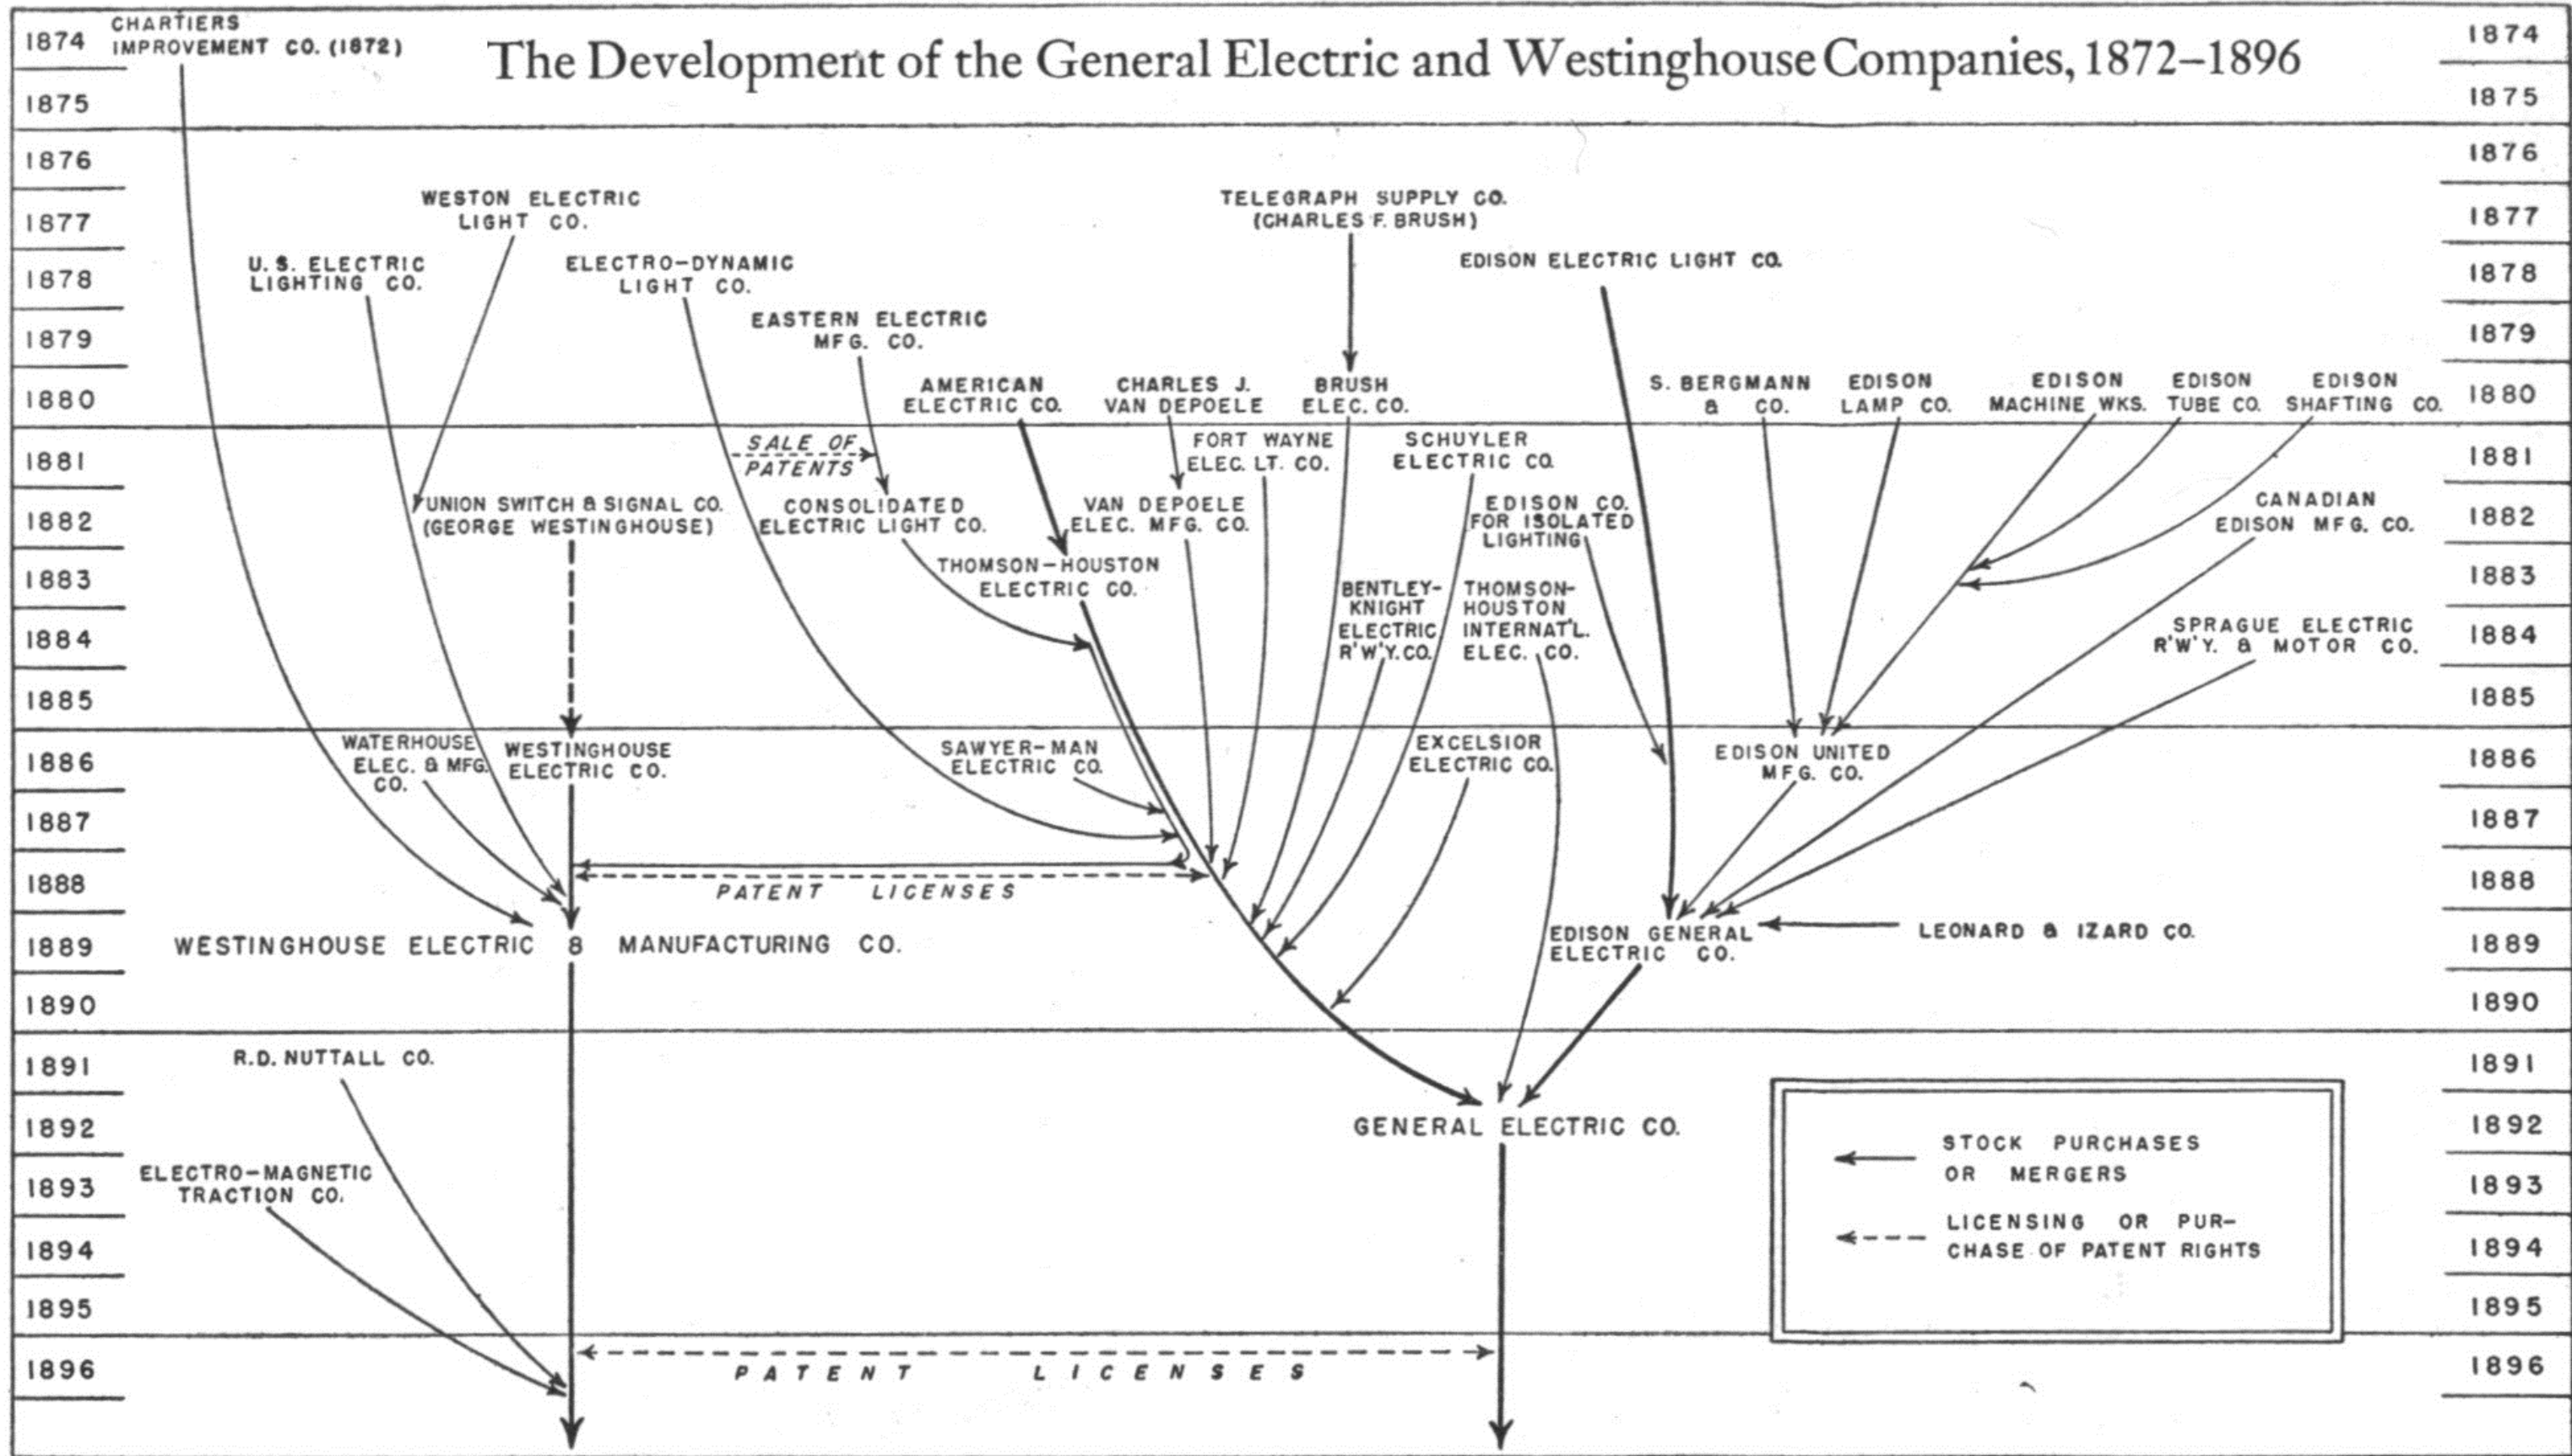 The Development of the General Electric and Westinghouse Companies, 1872–1896
1874
1875
1876
1877
1878
1879
1880
1881
1882
1883
1884
1885
1886
1887
1888
1889
1890
1891
1892
1893
1894
1895
1896
CHARTIERS
IMPROVEMENT CO. (1872)
WESTON ELECTRIC
LIGHT CO.
TELEGRAPH SUPPLY CO.
(CHARLES F. BRUSH)
U.S. ELECTRIC
LIGHTING CO.
ELECTRO-DYNAMIC
LIGHT CO.
EDISON ELECTRIC LIGHT CO.
EASTERN ELECTRIC
MFG. CO.
AMERICAN
ELECTRIC CO.
CHARLES J.
VAN DEPOELE
BRUSH
ELEC. CO.
S. BERGMANN
& CO.
EDISON
LAMP CO.
EDISON
MACHINE WKS.
EDISON
TUBE CO.
EDISON
SHAFTING CO.
SALE OF
PATENTS
FORT WAYNE
ELEC. LT. CO.
SCHUYLER
ELECTRIC CO.
UNION SWITCH & SIGNAL CO.
(GEORGE WESTINGHOUSE)
CONSOLIDATED
ELECTRIC LIGHT CO.
VAN DEPOELE
ELEC. MFG. CO.
EDISON CO.
FOR ISOLATED
LIGHTING
CANADIAN
EDISON MFG. CO.
THOMSON-HOUSTON
ELECTRIC CO.
BENTLEY-
KNIGHT
ELECTRIC
R'W'Y. CO.
THOMSON-
HOUSTON
INTERNAT'L.
ELEC. CO.
SPRAGUE ELECTRIC
R'W'Y. & MOTOR CO.
WATERHOUSE
ELEC. & MFG.
CO.
WESTINGHOUSE
ELECTRIC CO.
SAWYER-MAN
ELECTRIC CO.
EXCELSIOR
ELECTRIC CO.
EDISON UNITED
MFG. CO.
PATENT LICENSES
WESTINGHOUSE ELECTRIC & MANUFACTURING CO.
EDISON GENERAL
ELECTRIC CO.
LEONARD & IZARD CO.
R.D. NUTTALL CO.
GENERAL ELECTRIC CO.
ELECTRO-MAGNETIC
TRACTION CO.
STOCK PURCHASES
OR MERGERS
LICENSING OR PUR-
CHASE OF PATENT RIGHTS
PATENT LICENSES
1874
1875
1876
1877
1878
1879
1880
1881
1882
1883
1884
1885
1886
1887
1888
1889
1890
1891
1892
1893
1894
1895
1896